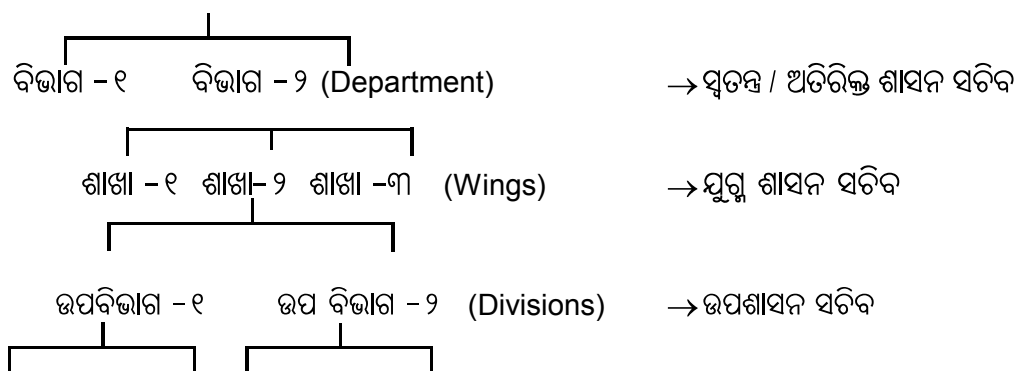 ବିଭାଗ – ୧ ବିଭାଗ – ୨ (Department) → ସ୍ୱତନ୍ତ୍ର / ଅତିରିକ୍ତ ଶାସନ ସଚିବ
ଶାଖା – ୧ ଶାଖା– ୨ ଶାଖା –୩ (Wings) → ଯୁଗ୍ମ ଶାସନ ସଚିବ
ଉପବିଭାଗ – ୧ ଉପ ବିଭାଗ – ୨ (Divisions) → ଉପଶାସନ ସଚିବ